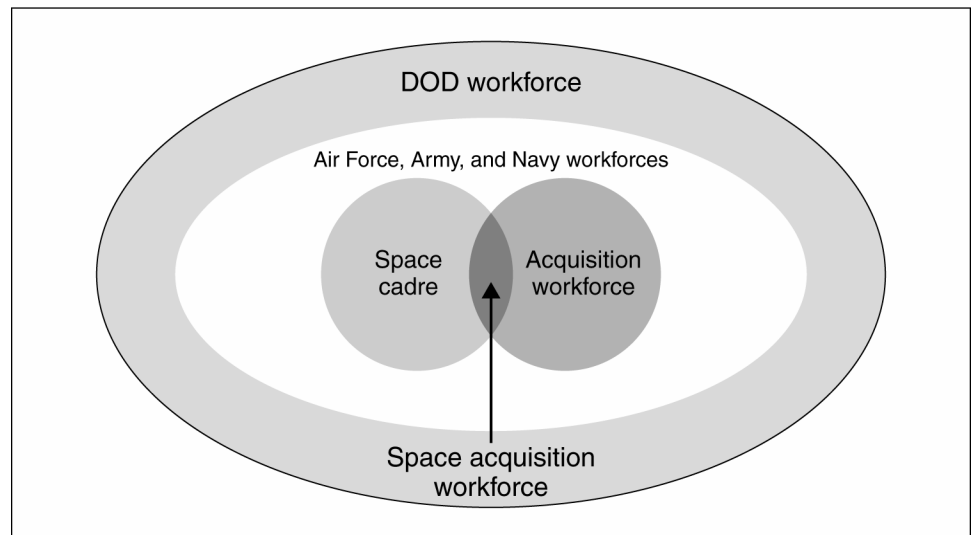 DOD workforce
Air Force, Army, and Navy workforces
Space
cadre
Acquisition
workforce
Space acquisition
workforce